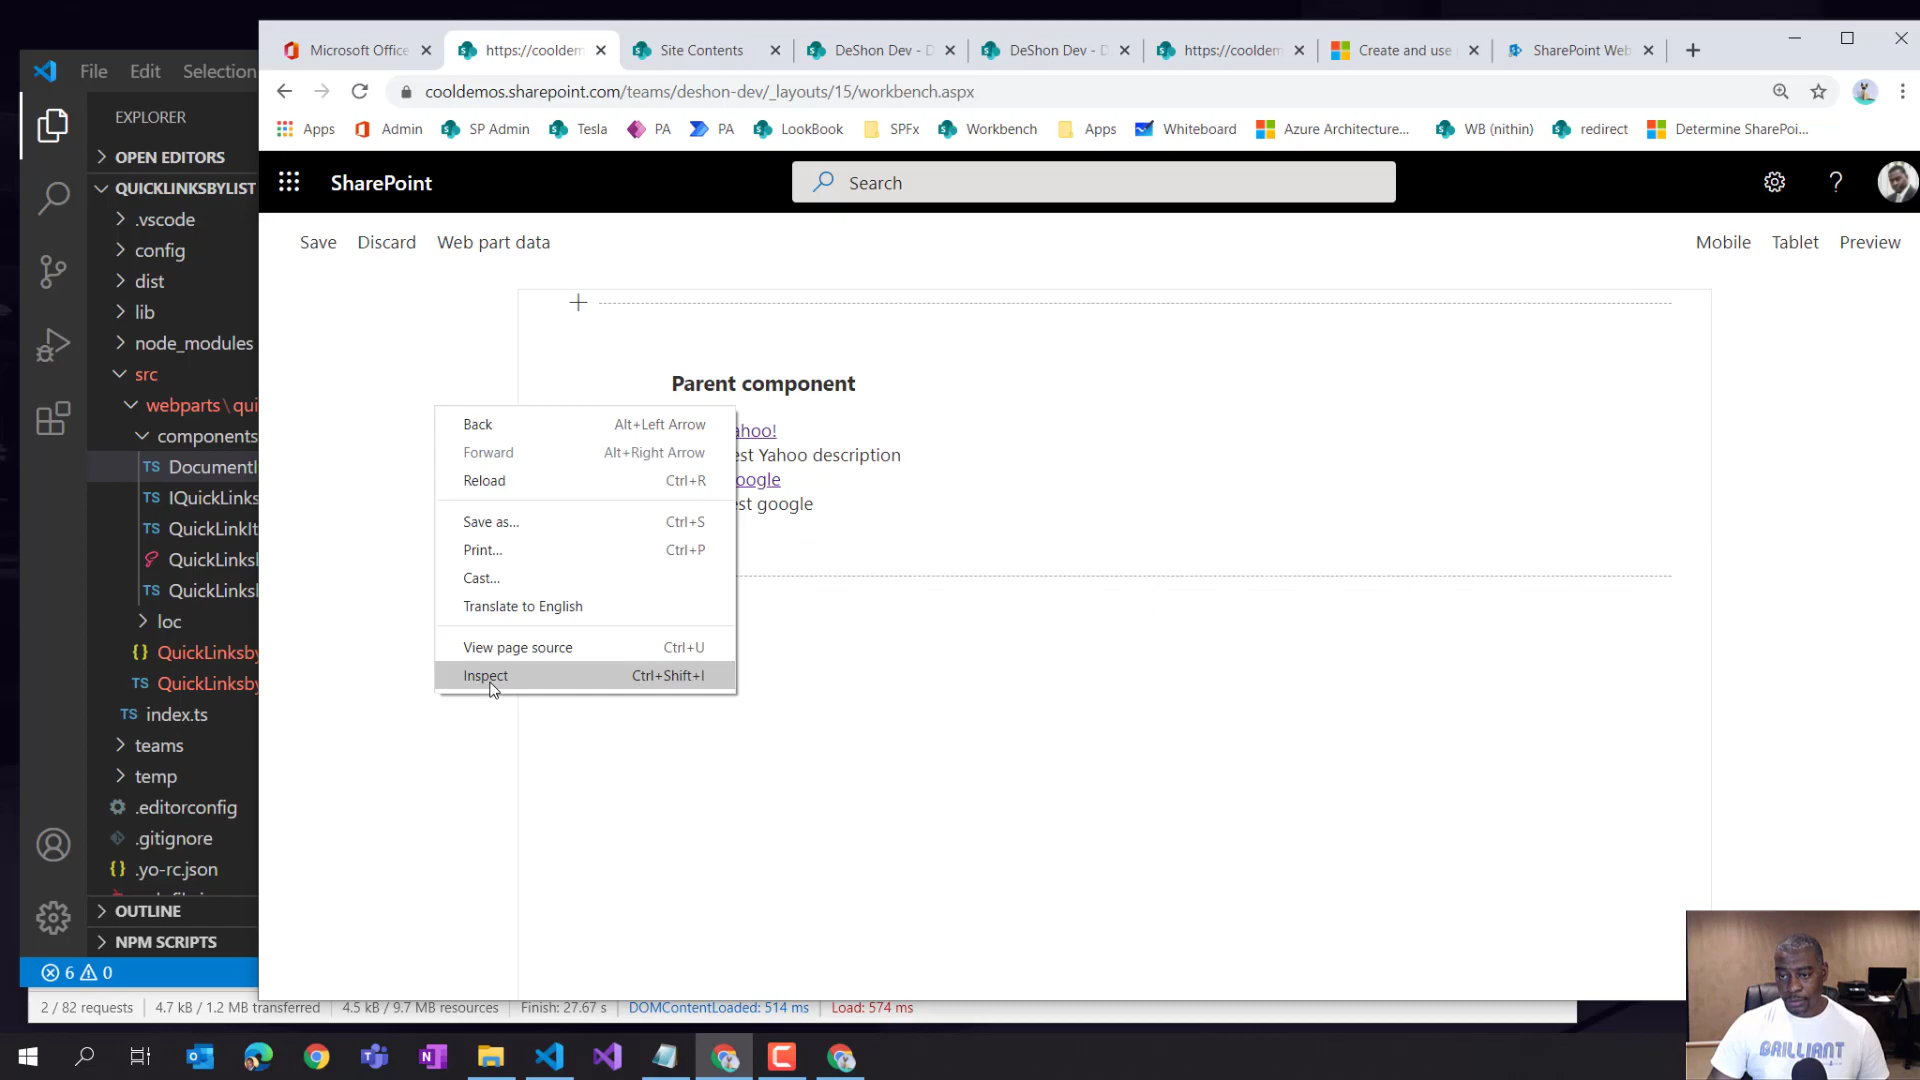 File Edit Selection
Microsoft Office
https://cooldem
Site Contents
DeShon Dev - D
DeShon Dev - D
https://cooldem
Create and use
SharePoint Web
cooldemos.sharepoint.com/teams/deshon-dev/_layouts/15/workbench.aspx
Apps Admin SP Admin Tesla PA PA LookBook SPFx Workbench Apps Whiteboard Azure Architecture... WB (nithin) redirect Determine SharePoi...
SharePoint
Search
Save Discard Web part data
Mobile Tablet Preview
EXPLORER
OPEN EDITORS
QUICKLINKSBYLIST
.vscode
config
dist
lib
node_modules
src
webparts\qui
components
TS DocumentI
TS IQuickLinks
TS QuickLinkIt
QuickLinks
TS QuickLinks
loc
{} QuickLinksby
TS QuickLinksby
TS index.ts
teams
temp
.editorconfig
.gitignore
{} .yo-rc.json
OUTLINE
NPM SCRIPTS
6 0
Parent component
ahoo!
est Yahoo description
oogle
est google
Back Alt+Left Arrow
Forward Alt+Right Arrow
Reload Ctrl+R
Save as... Ctrl+S
Print... Ctrl+P
Cast...
Translate to English
View page source Ctrl+U
Inspect Ctrl+Shift+I
2 / 82 requests 4.7 kB / 1.2 MB transferred 4.5 kB / 9.7 MB resources Finish: 27.67 s DOMContentLoaded: 514 ms Load: 574 ms
BRILLIANT